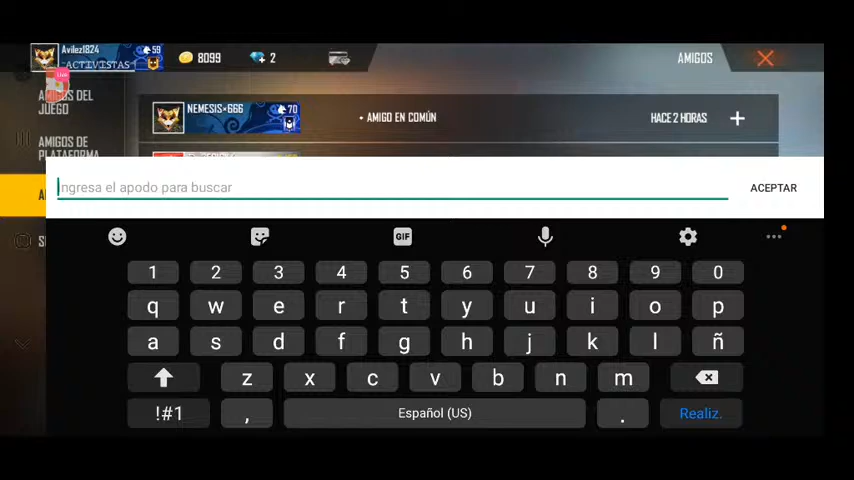 Avilez1824
59
ACTIVISTAS
8099
2
AMIGOS
AMIGOS DEL
JUEGO
NEMESIS×666
70
• AMIGO EN COMÚN
HACE 2 HORAS
AMIGOS DE
PLATAFORMA
Ingresa el apodo para buscar
ACEPTAR
GIF
1 2 3 4 5 6 7 8 9 0
q w e r t y u i o p
a s d f g h j k l ñ
z x c v b n m
!#1 , Español (US) . Realiz.